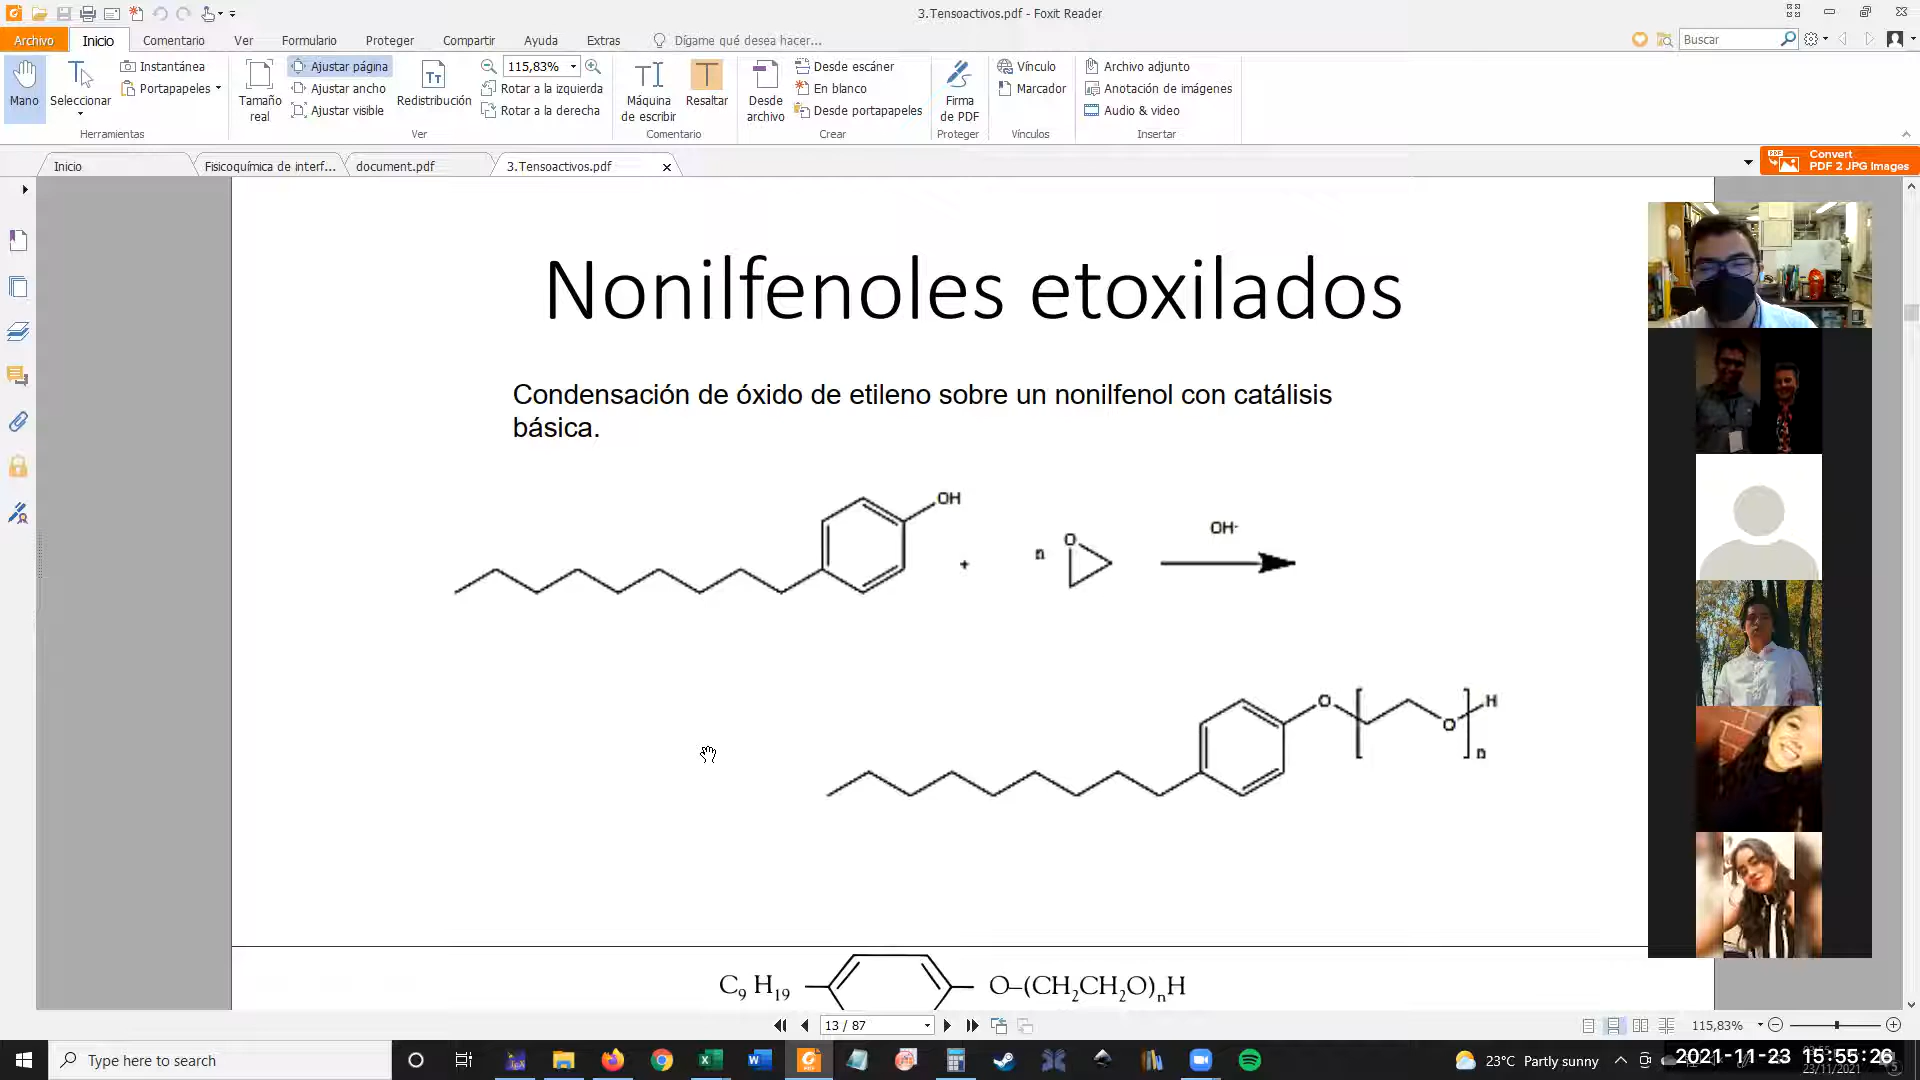 3.Tensoactivos.pdf - Foxit Reader
Archivo Inicio Comentario Ver Formulario Proteger Compartir Ayuda Extras Dígame qué desea hacer... Buscar
Mano
Seleccionar
Instantánea
Portapapeles
Herramientas
Tamaño real
Ajustar página
Ajustar ancho
Ajustar visible
Redistribución
115,83%
Rotar a la izquierda
Rotar a la derecha
Ver
Máquina de escribir
Resaltar
Comentario
Desde archivo
Desde escáner
En blanco
Desde portapapeles
Crear
Firma de PDF
Proteger
Vínculo
Marcador
Vínculos
Archivo adjunto
Anotación de imágenes
Audio & video
Insertar
Inicio Fisicoquímica de interf... document.pdf 3.Tensoactivos.pdf
Convert
PDF 2 JPG Images
Nonilfenoles etoxilados
Condensación de óxido de etileno sobre un nonilfenol con catálisis
básica.
OH
+ n O OH-
O O H
n
C9 H19 O–(CH2CH2O)nH
13 / 87 115,83%
Type here to search 23°C Partly sunny
2021-11-23 15:55:26
23/11/2021